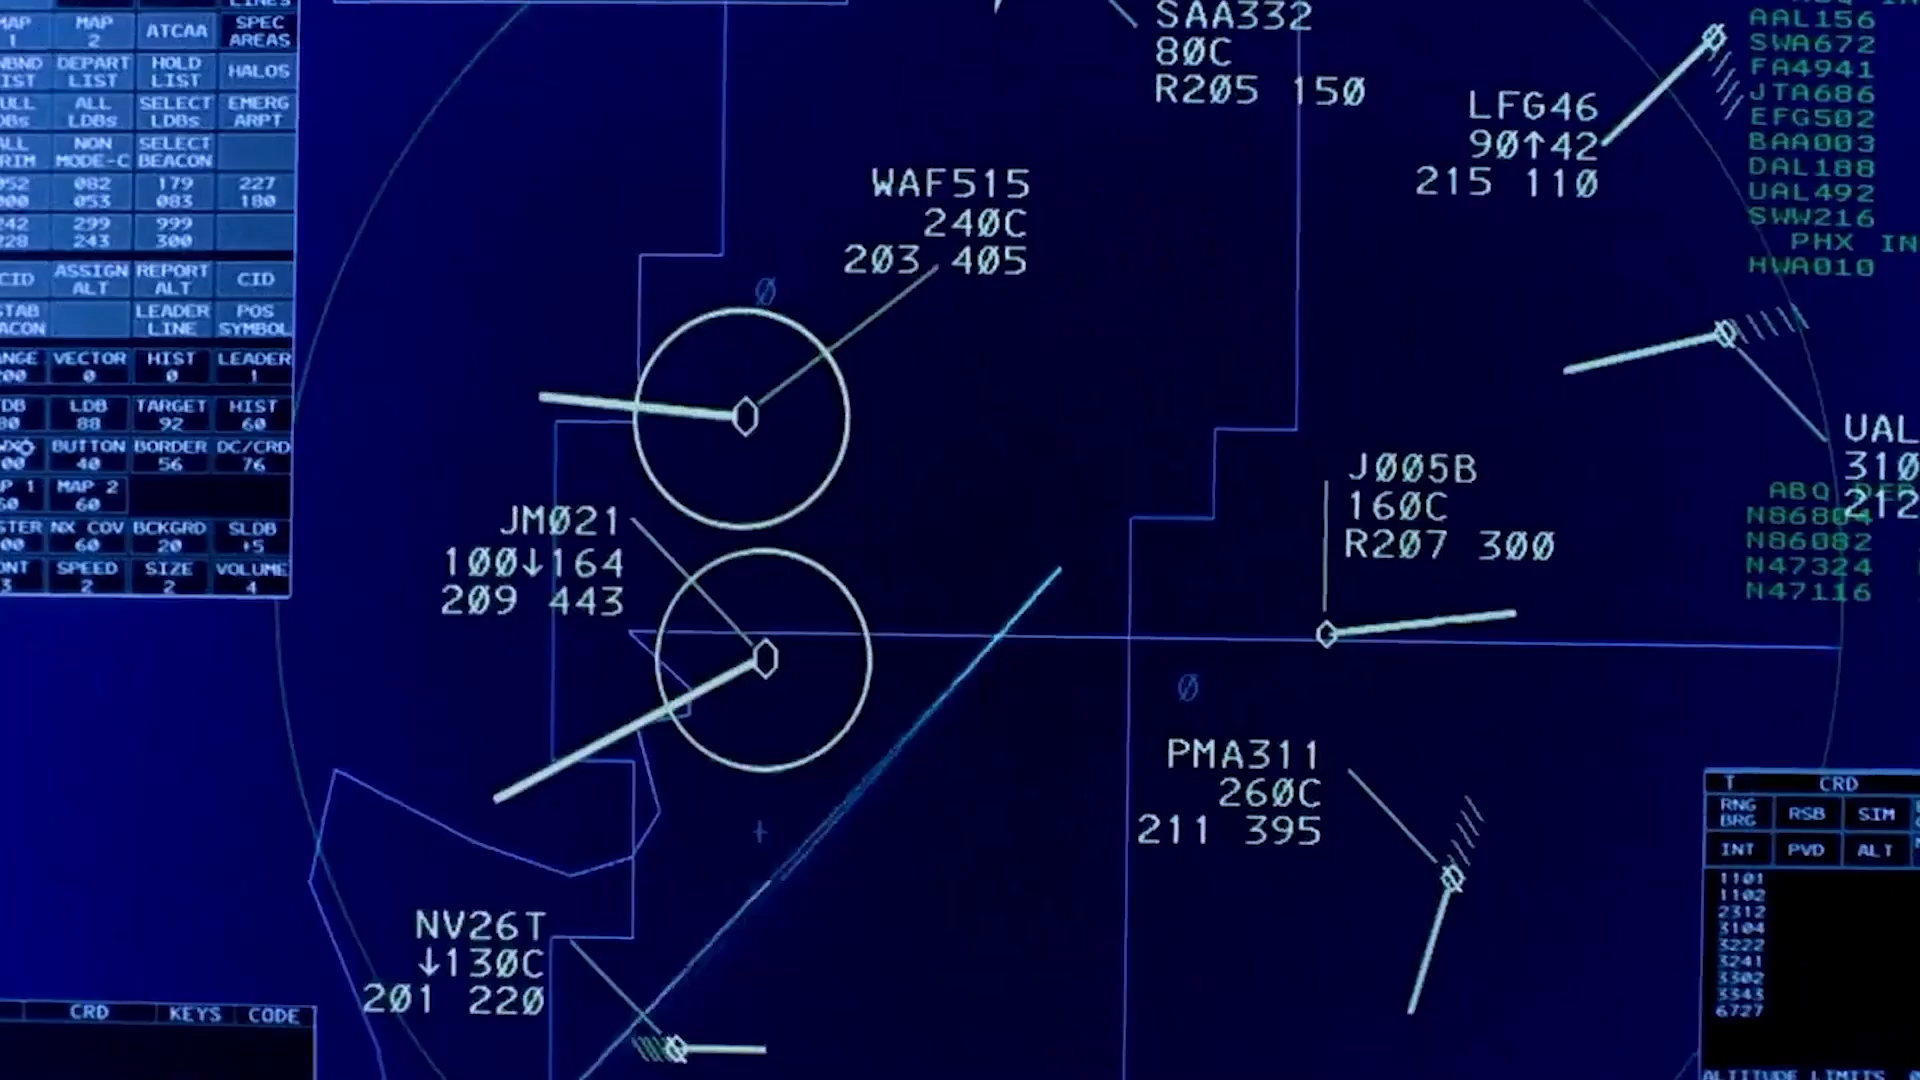 MAP
2
ATCAA
SPEC
AREAS
DEPART
LIST
HOLD
LIST
HALOS
ALL
LDBs
SELECT
LDBs
EMERG
ARPT
NON
MODE-C
SELECT
BEACON
082
053
179
083
227
180
299
243
999
300
ASSIGN
ALT
REPORT
ALT
CID
LEADER
LINE
POS
SYMBOL
VECTOR
0
HIST
0
LEADER
1
LDB
88
TARGET
92
HIST
60
BUTTON
40
BORDER
56
DC/CRD
76
MAP 2
60
NX COV
60
BCKGRD
20
SLDB
+5
SPEED
2
SIZE
2
VOLUME
4
SAA332
80C
R205 150
LFG46
90↑42
215 110
WAF515
240C
203 405
JM021
100↓164
209 443
J005B
160C
R207 300
PMA311
260C
211 395
NV26T
↓130C
201 220
UAL
310
212
AAL156
SWA672
FA4941
JTA686
EFG502
BAA003
DAL188
UAL492
SWW216
PHX IN
HWA010
ABQ DEP
N86804
N86082
N47324
N47116
CRD KEYS CODE
T CRD
RNG
BRG
RSB
SIM
INT PVD ALT
1101
1102
2312
3104
3222
3241
3302
3343
6727
ALTITUDE LIMITS